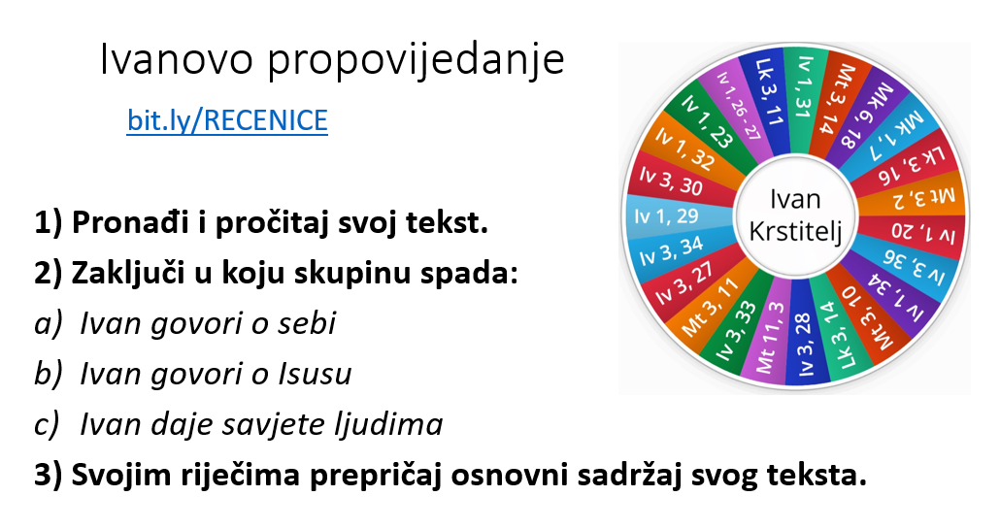 Ivanovo propovijedanje
bit.ly/RECENICE
1) Pronađi i pročitaj svoj tekst.
2) Zaključi u koju skupinu spada:
a) Ivan govori o sebi
b) Ivan govori o Isusu
c) Ivan daje savjete ljudima
3) Svojim riječima prepričaj osnovni sadržaj svog teksta.
Ivan
Krstitelj
Iv 1, 31
Mt 3, 14
Mk 6, 18
Mk 1,7
Lk 3, 16
Mt 3, 2
Iv 1, 20
Iv 3, 36
Iv 1, 34
Mt 3, 10
Lk 3, 14
Iv 3, 28
Mt 11, 3
Iv 3, 33
Mt 3, 11
Iv 3, 27
Iv 3, 34
Iv 1, 29
Iv 3, 30
Iv 1, 32
Iv 1, 23
Iv 1, 26 - 27
Lk 3, 11